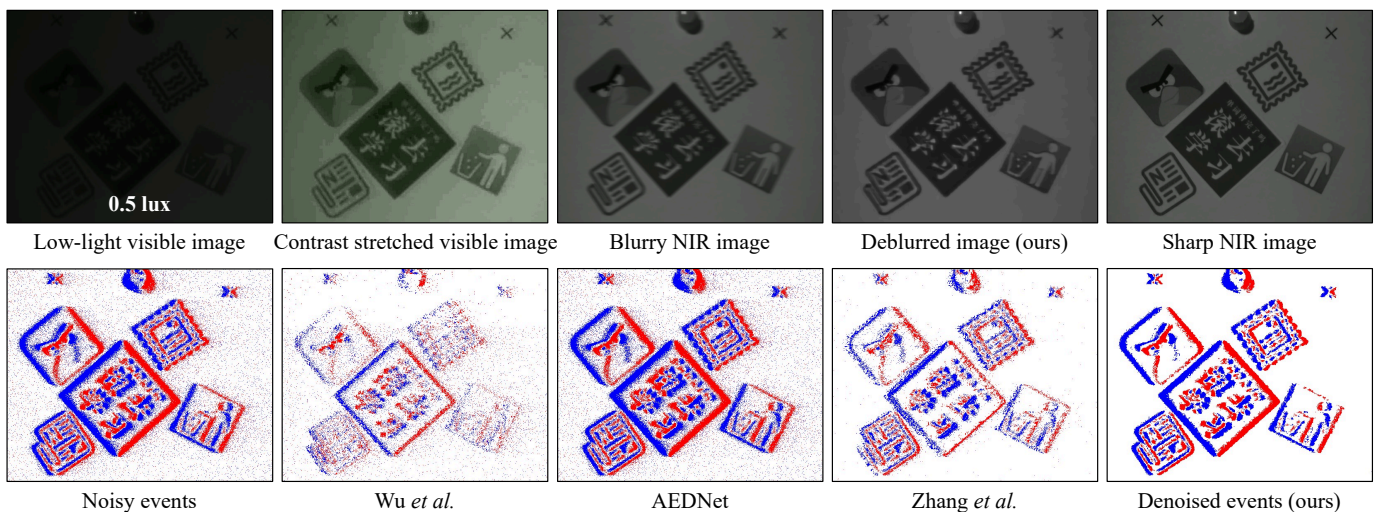 0.5 lux
Low-light visible image
Contrast stretched visible image
Blurry NIR image
Deblurred image (ours)
Sharp NIR image
Noisy events
Wu et al.
AEDNet
Zhang et al.
Denoised events (ours)